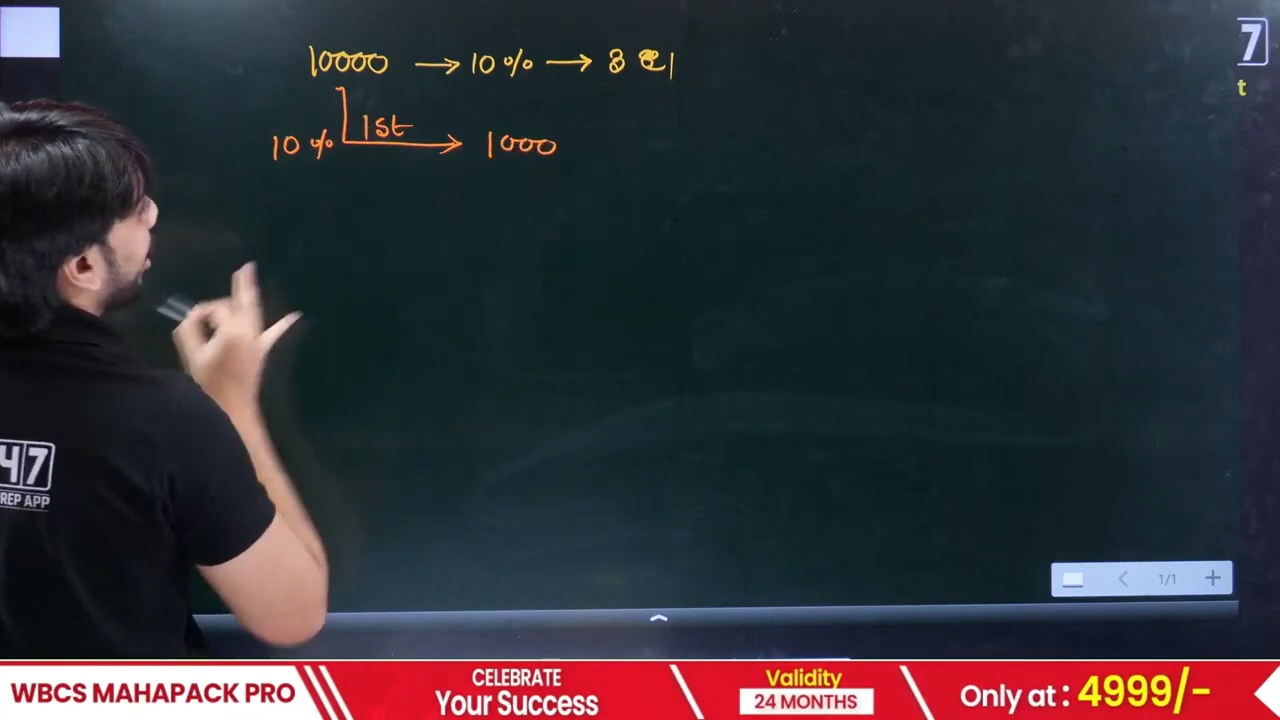 10000 → 10% → 3
10% 1st → 1000
7
t
47
REP APP
1/1
WBCS MAHAPACK PRO
CELEBRATE
Your Success
Validity
24 MONTHS
Only at : 4999/-